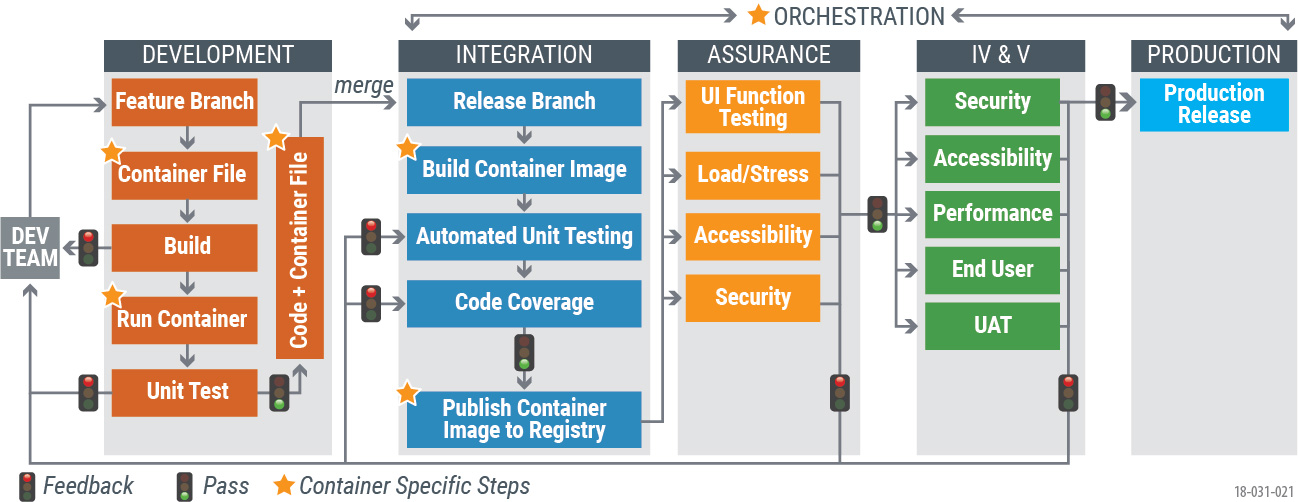 ORCHESTRATION
DEVELOPMENT
INTEGRATION
ASSURANCE
IV & V
PRODUCTION
DEV
TEAM
Feature Branch
Container File
Build
Run Container
Unit Test
Code + Container File
merge
Release Branch
Build Container Image
Automated Unit Testing
Code Coverage
Publish Container
Image to Registry
UI Function
Testing
Load/Stress
Accessibility
Security
Security
Accessibility
Performance
End User
UAT
Production
Release
Feedback
Pass
Container Specific Steps
18-031-021